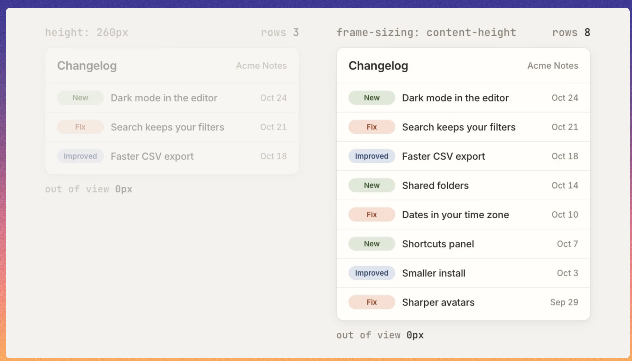 height: 260px rows 3
Changelog Acme Notes
New Dark mode in the editor Oct 24
Fix Search keeps your filters Oct 21
Improved Faster CSV export Oct 18
out of view 0px
frame-sizing: content-height rows 8
Changelog Acme Notes
New Dark mode in the editor Oct 24
Fix Search keeps your filters Oct 21
Improved Faster CSV export Oct 18
New Shared folders Oct 14
Fix Dates in your time zone Oct 10
New Shortcuts panel Oct 7
Improved Smaller install Oct 3
Fix Sharper avatars Sep 29
out of view 0px